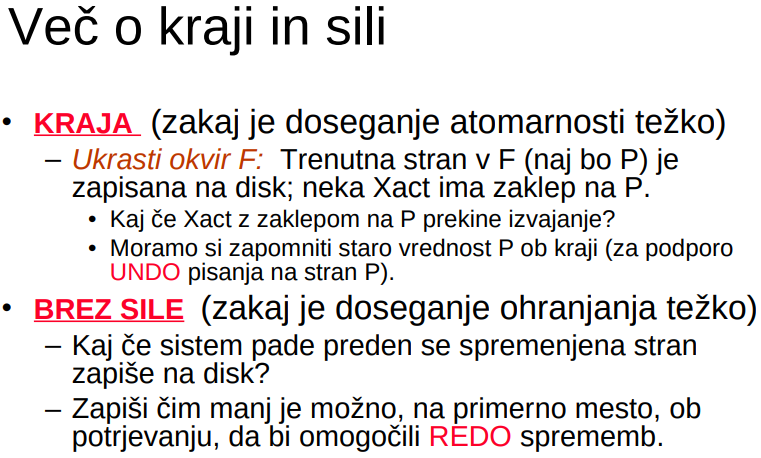 Več o kraji in sili
• KRAJA (zakaj je doseganje atomarnosti težko)
– Ukrasti okvir F: Trenutna stran v F (naj bo P) je
zapisana na disk; neka Xact ima zaklep na P.
• Kaj če Xact z zaklepom na P prekine izvajanje?
• Moramo si zapomniti staro vrednost P ob kraji (za podporo
UNDO pisanja na stran P).
• BREZ SILE (zakaj je doseganje ohranjanja težko)
– Kaj če sistem pade preden se spremenjena stran
zapiše na disk?
– Zapiši čim manj je možno, na primerno mesto, ob
potrjevanju, da bi omogočili REDO sprememb.